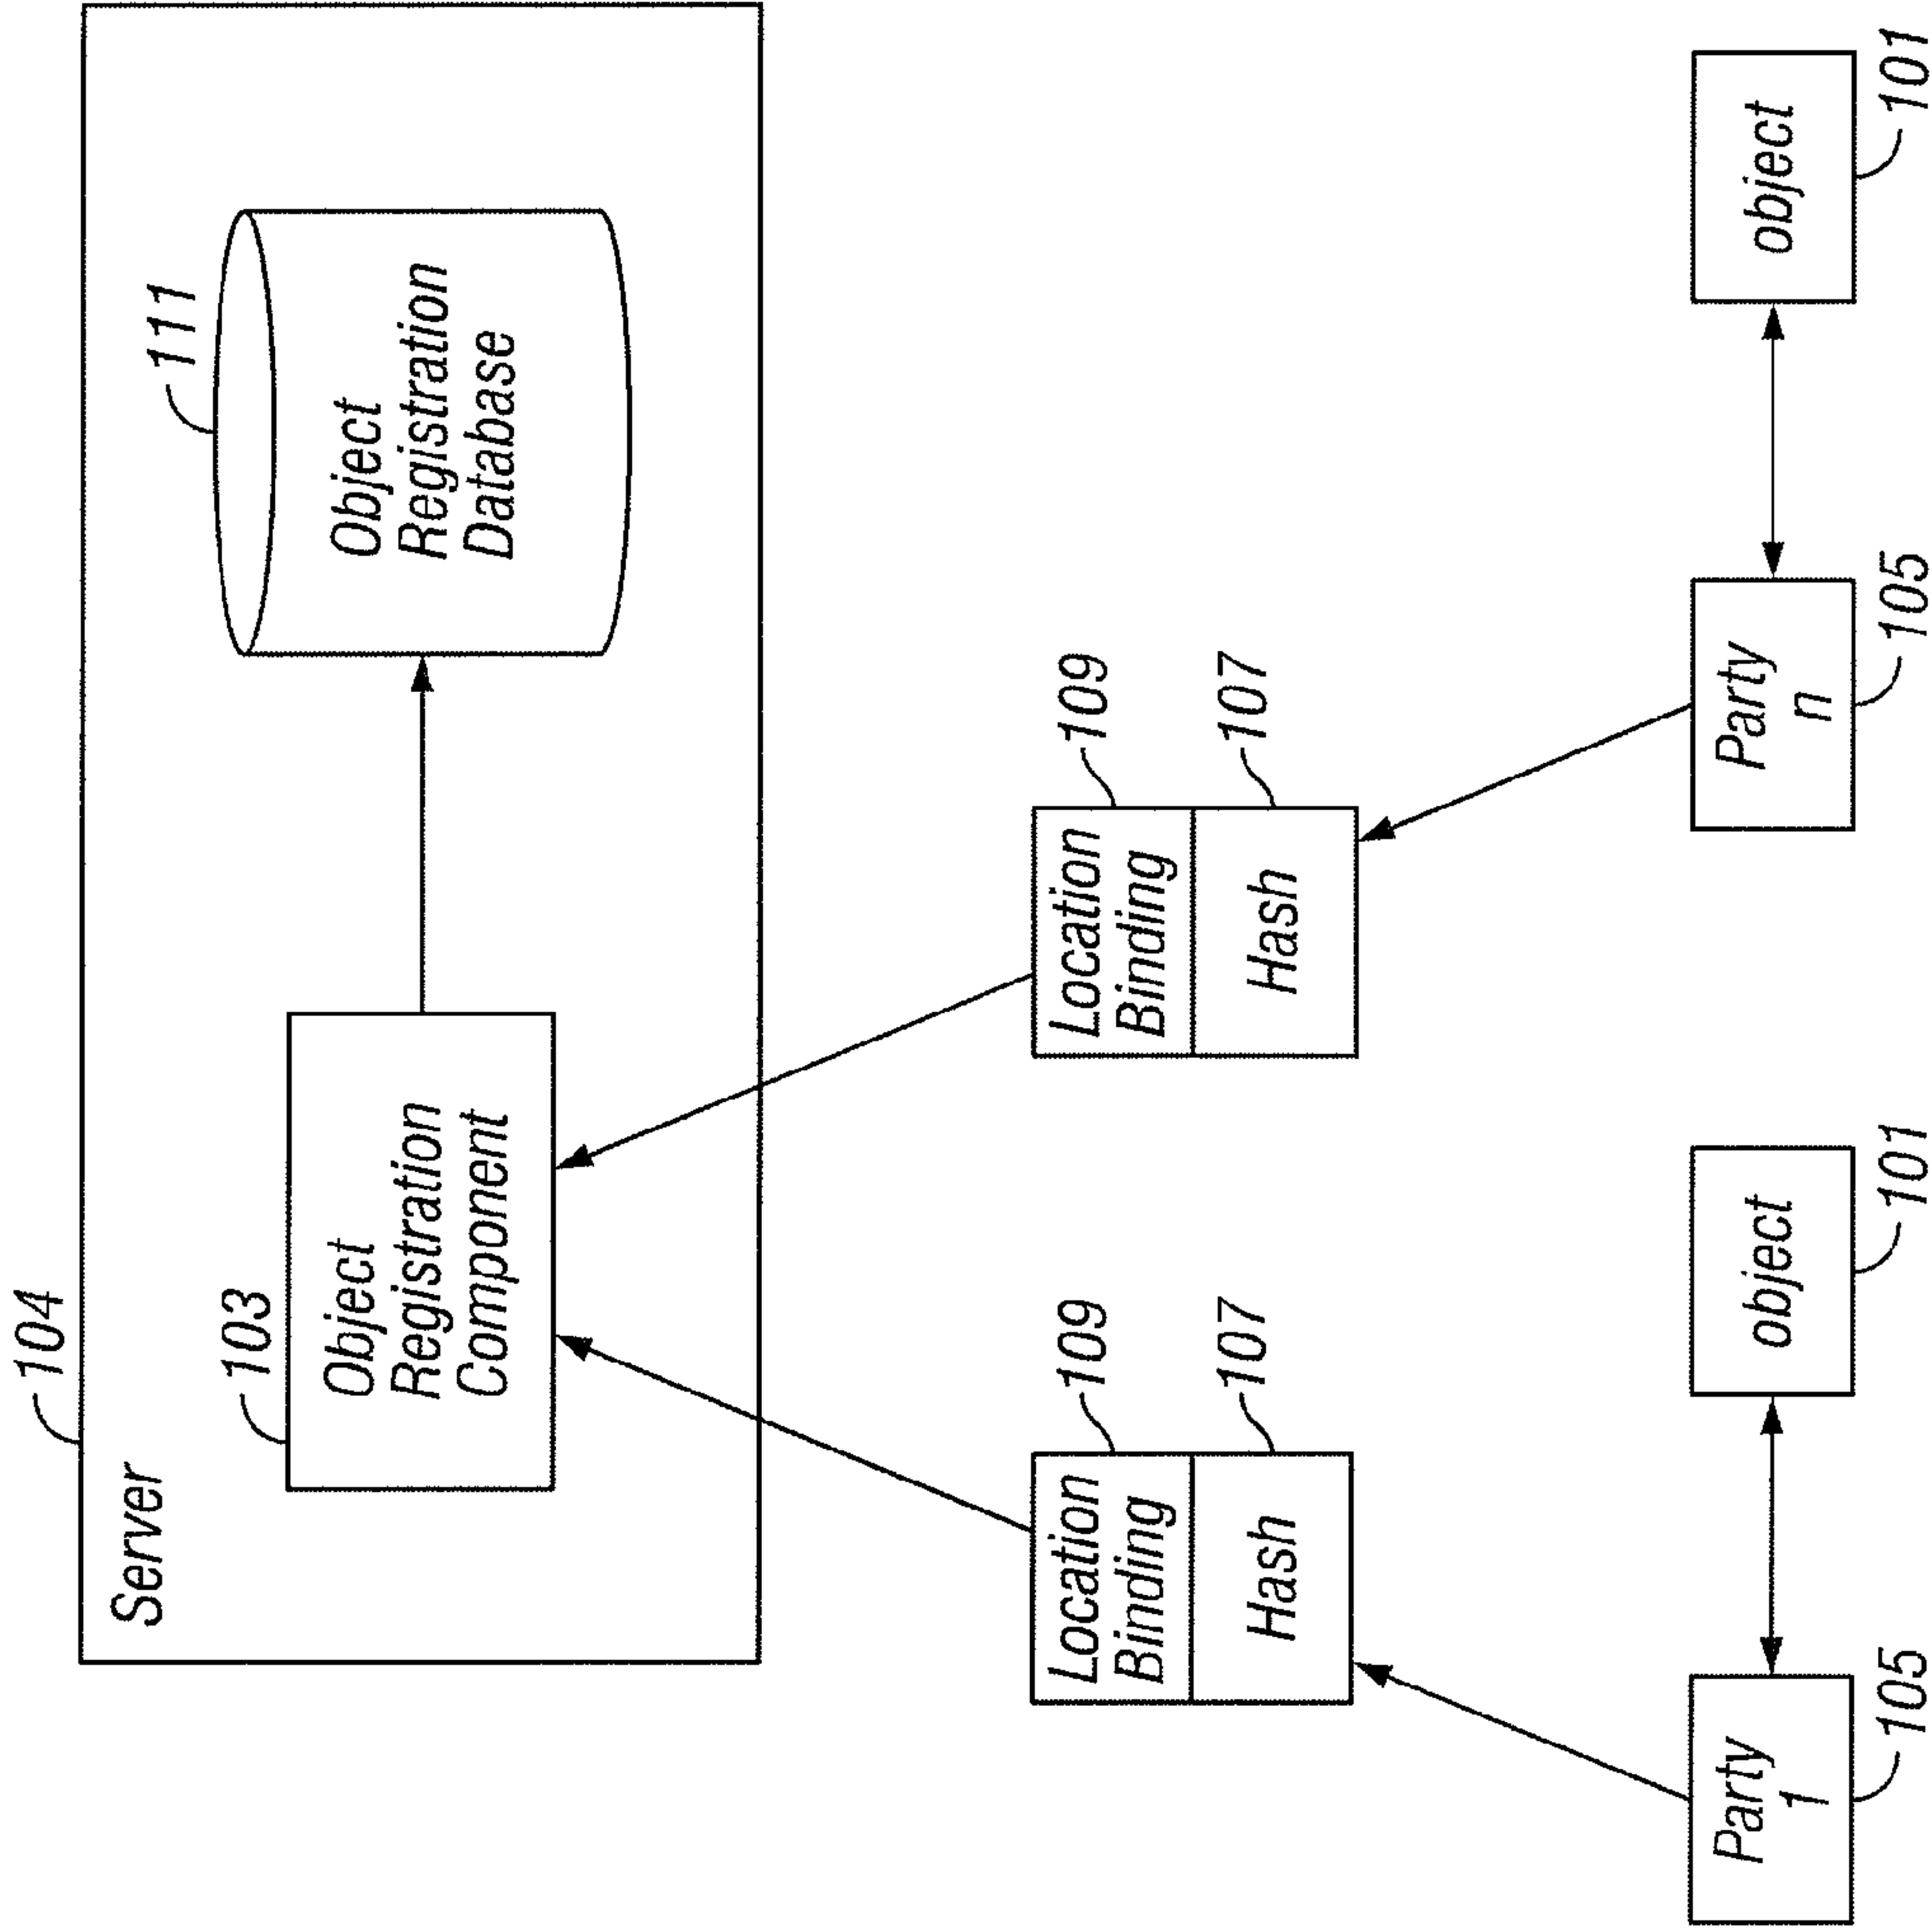 104
Server
103
Object
Registration
Component
111
Object
Registration
Database
109
Location
Binding
107
Hash
109
Location
Binding
107
Hash
Party
1
105
object
101
Party
n
105
object
101